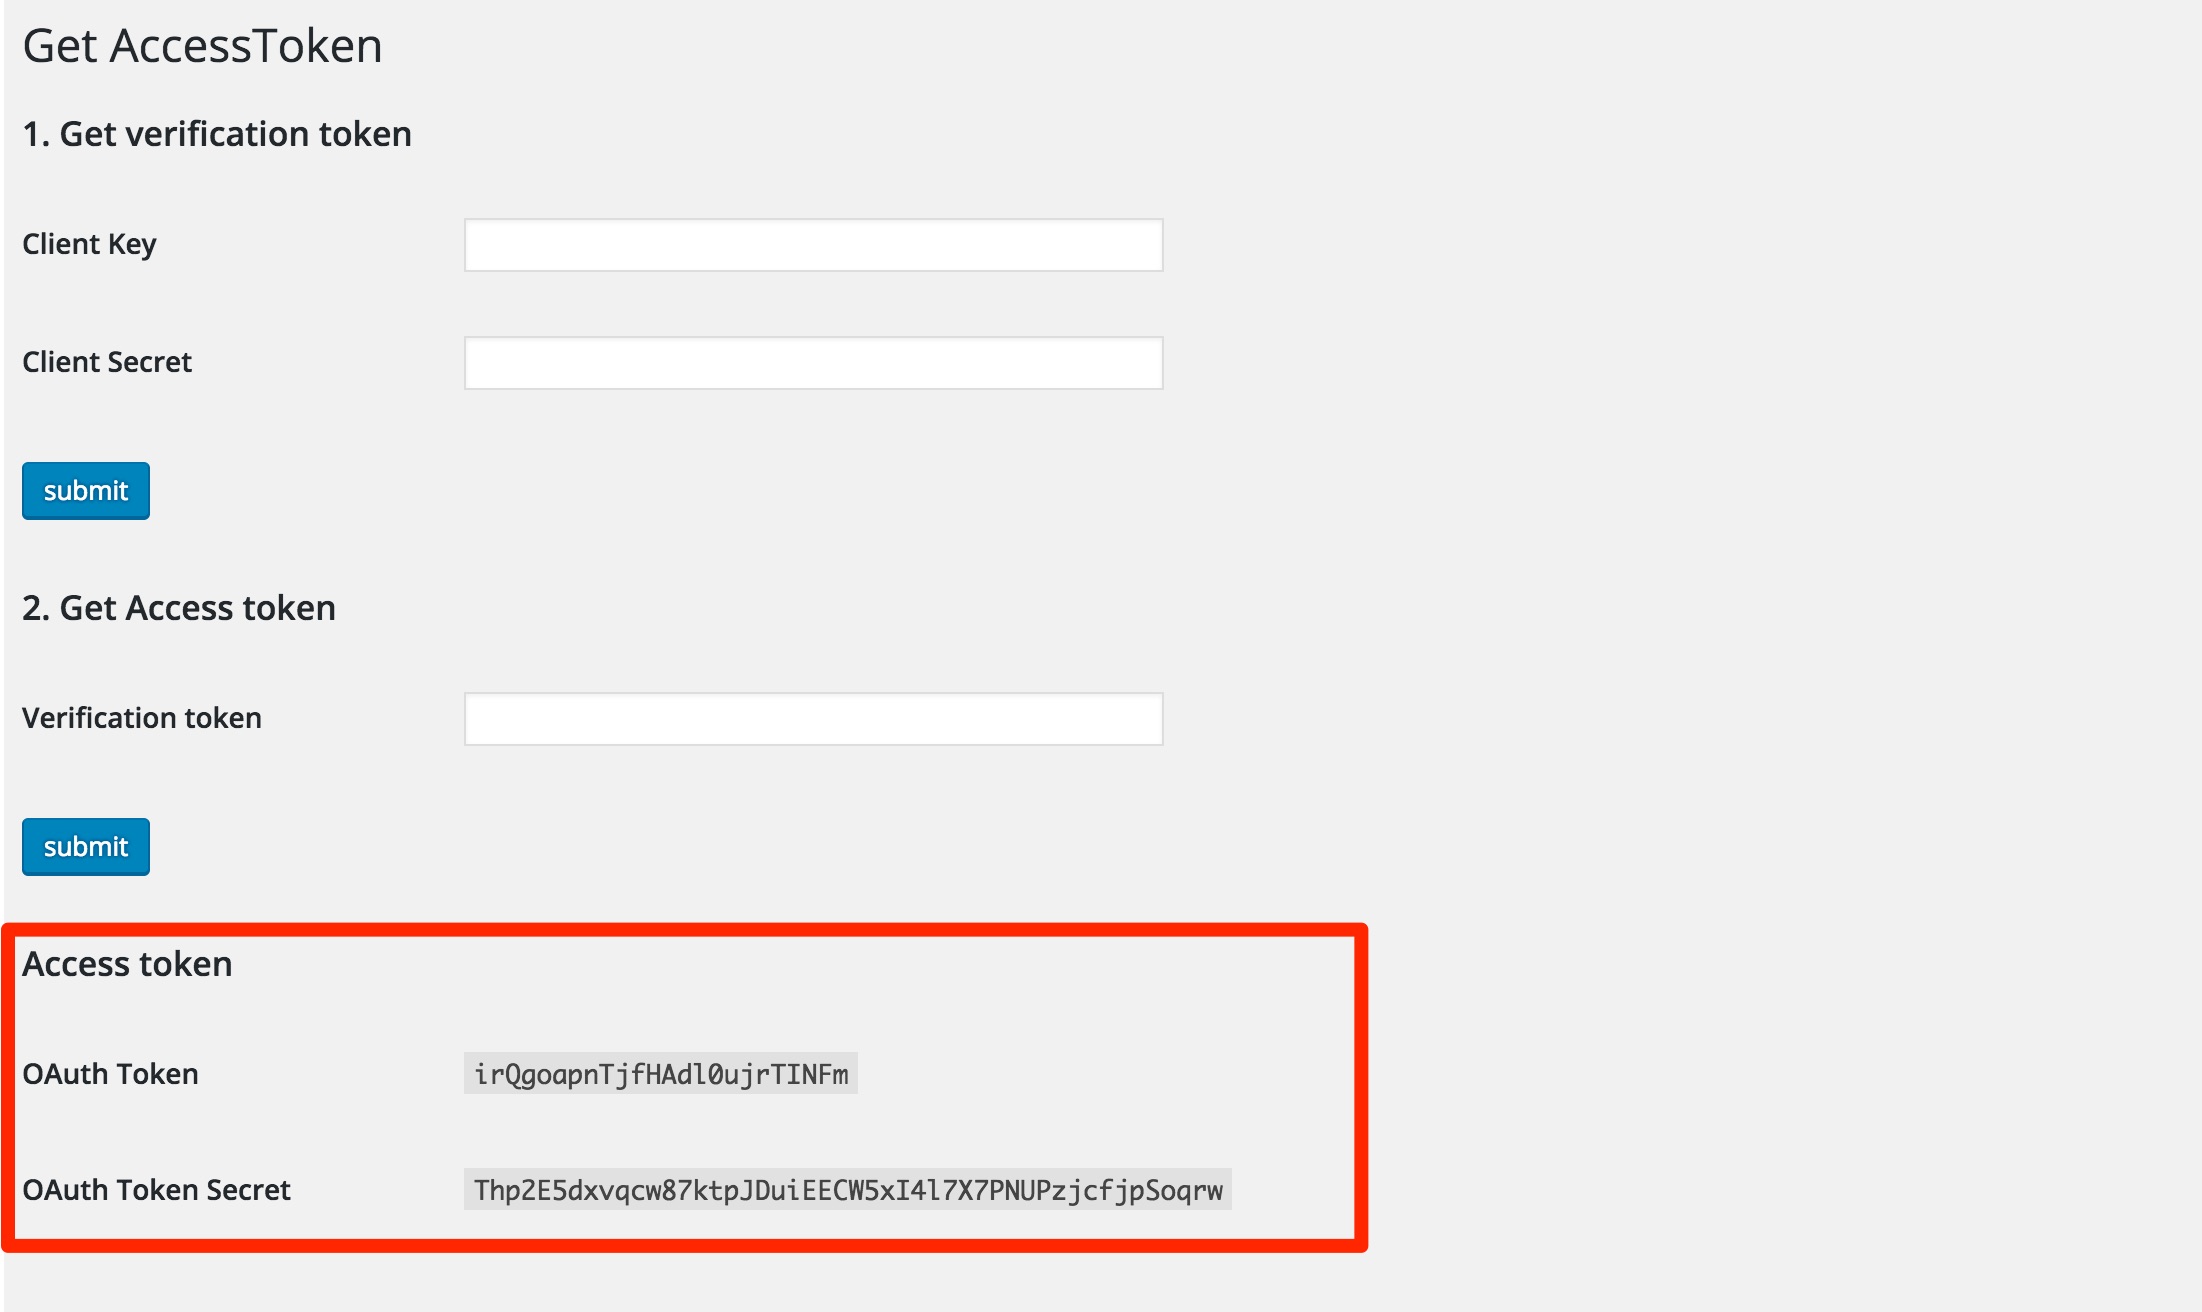 Get AccessToken
1. Get verification token
Client Key
Client Secret
submit
2. Get Access token
Verification token
submit
Access token
OAuth Token irQgoapnTjfHAdl0ujrTINFm
OAuth Token Secret Thp2E5dxvqcw87ktpJDuiEECW5xI4l7X7PNUPzjcfjpSoqrw